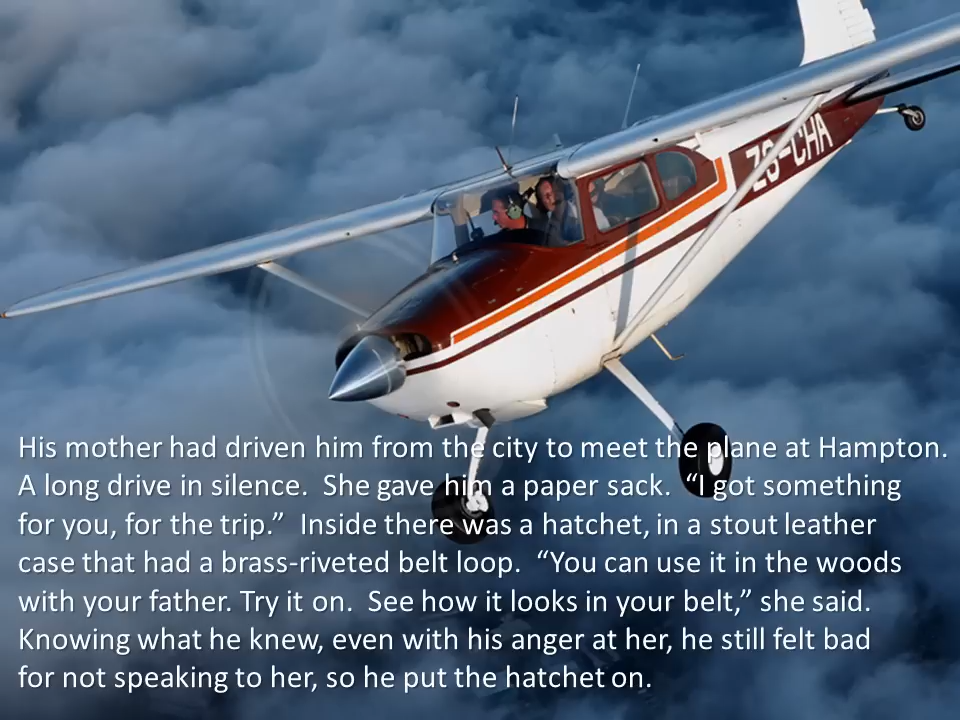 ZS-CHA
His mother had driven him from the city to meet the plane at Hampton.
A long drive in silence.  She gave him a paper sack.  “I got something
for you, for the trip.”  Inside there was a hatchet, in a stout leather
case that had a brass-riveted belt loop.  “You can use it in the woods
with your father. Try it on.  See how it looks in your belt,” she said.
Knowing what he knew, even with his anger at her, he still felt bad
for not speaking to her, so he put the hatchet on.